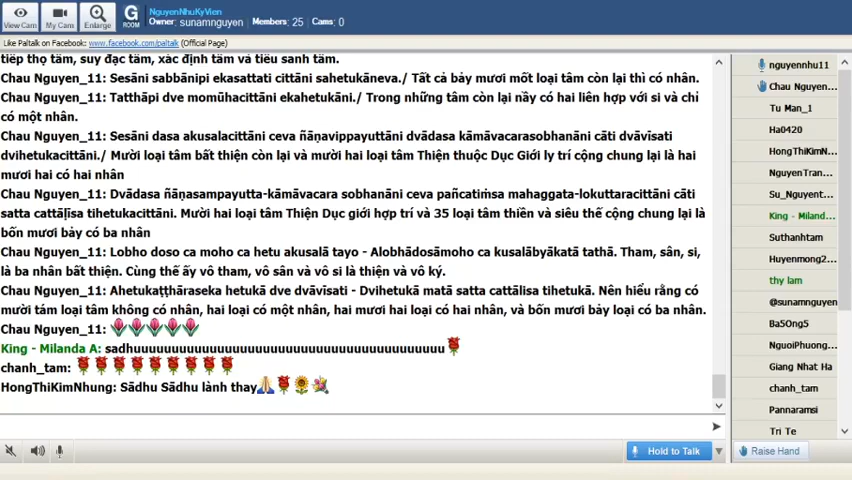 View Cam
My Cams
Enlarge
G
ROOM
NguyenNhuKyVien
Owner: sunamnguyen Members: 25 Cams: 0
Like Paltalk on Facebook: www.facebook.com/paltalk (Official Page)
tiếp thọ tâm, suy đạc tâm, xác định tâm và tiếu sanh tâm.
Chau Nguyen_11: Sesāni sabbānipi ekasattati cittāni sahetukāneva./ Tất cả bảy mươi mốt loại tâm còn lại thì có nhân.
Chau Nguyen_11: Tatthāpi dve momūhacittāni ekahetukāni./ Trong những tâm còn lại nầy có hai liên hợp với si và chỉ
có một nhân.
Chau Nguyen_11: Sesāni dasa akusalacittāni ceva ñāṇavippayuttāni dvādasa kāmāvacarasobhanāni cāti dvāvīsati
dvihetukacittāni./ Mười loại tâm bất thiện còn lại và mười hai loại tâm Thiện thuộc Dục Giới ly trí cộng chung lại là hai
mươi hai có hai nhân
Chau Nguyen_11: Dvādasa ñāṇasampayutta-kāmāvacara sobhanāni ceva pañcatiṁsa mahaggata-lokuttaracittāni cāti
satta cattāḷīsa tihetukacittāni. Mười hai loại tâm Thiện Dục giới hợp trí và 35 loại tâm thiền và siêu thế cộng chung lại là
bốn mươi bảy có ba nhân
Chau Nguyen_11: Lobho doso ca moho ca hetu akusalā tayo - Alobhādosāmoho ca kusalābyākatā tathā. Tham, sân, si,
là ba nhân bất thiện. Cùng thế ấy vô tham, vô sân và vô si là thiện và vô ký.
Chau Nguyen_11: Ahetukaṭṭhāraseka hetukā dve dvāvīsati - Dvihetukā matā satta cattālisa tihetukā. Nên hiểu rằng có
mười tám loại tâm không có nhân, hai loại có một nhân, hai mươi hai loại có hai nhân, và bốn mươi bảy loại có ba nhân.
Chau Nguyen_11:
King - Milanda A: sadhuuuuuuuuuuuuuuuuuuuuuuuuuuuuuuuuuuuuuuuu
chanh_tam:
HongThiKimNhung: Sādhu Sādhu lành thay
Hold to Talk
nguyennhu11
Chau Nguyen...
Tu Man_1
Ha0420
HongThiKimN...
NguyenTran...
Su_Nguyent...
King - Miland...
Suthanhtam
Huyenmong2...
thy lam
@sunamnguyen
Ba5Ong5
NguoiPhuong...
Giang Nhat Ha
chanh_tam
Pannaramsi
Tri Te
Raise Hand